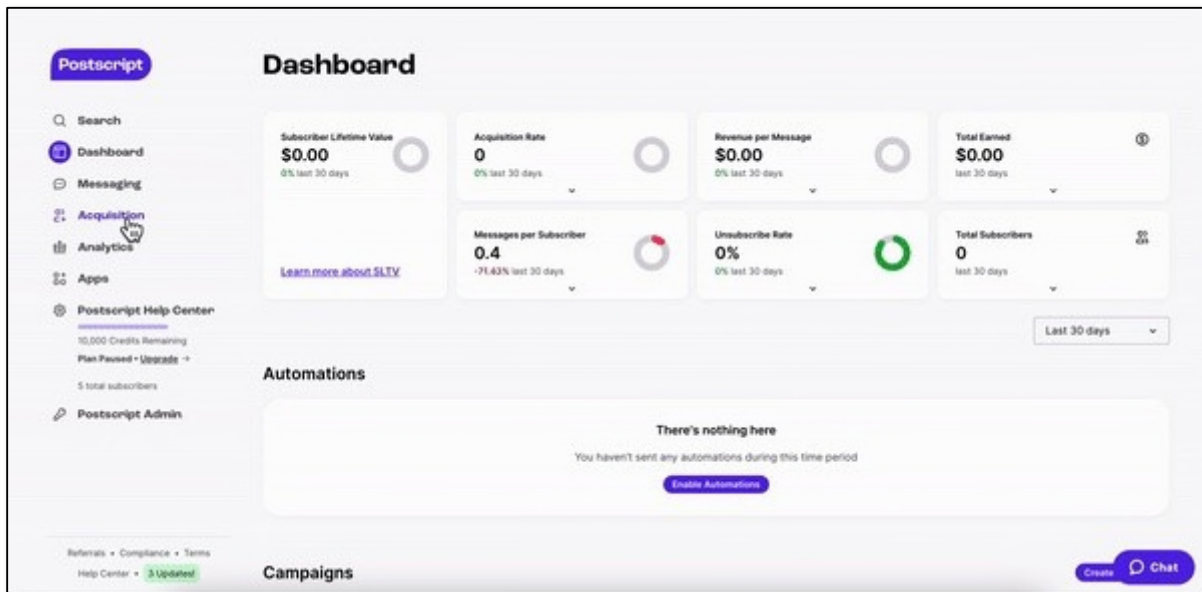 Postscript
Search
Dashboard
Messaging
Acquisition
Analytics
Apps
Postscript Help Center
10,000 Credits Remaining
Plan Paused • Upgrade →
5 total subscribers
Postscript Admin
Referrals • Compliance • Terms
Help Center • 3 Updates!
Dashboard
Subscriber Lifetime Value
$0.00
0% last 30 days
Learn more about SLTV
Acquisition Rate
0
0% last 30 days
Revenue per Message
$0.00
0% last 30 days
Total Earned
$0.00
last 30 days
Messages per Subscriber
0.4
-71.43% last 30 days
Unsubscribe Rate
0%
0% last 30 days
Total Subscribers
0
last 30 days
Last 30 days
Automations
There's nothing here
You haven't sent any automations during this time period
Enable Automations
Campaigns
Create
Chat